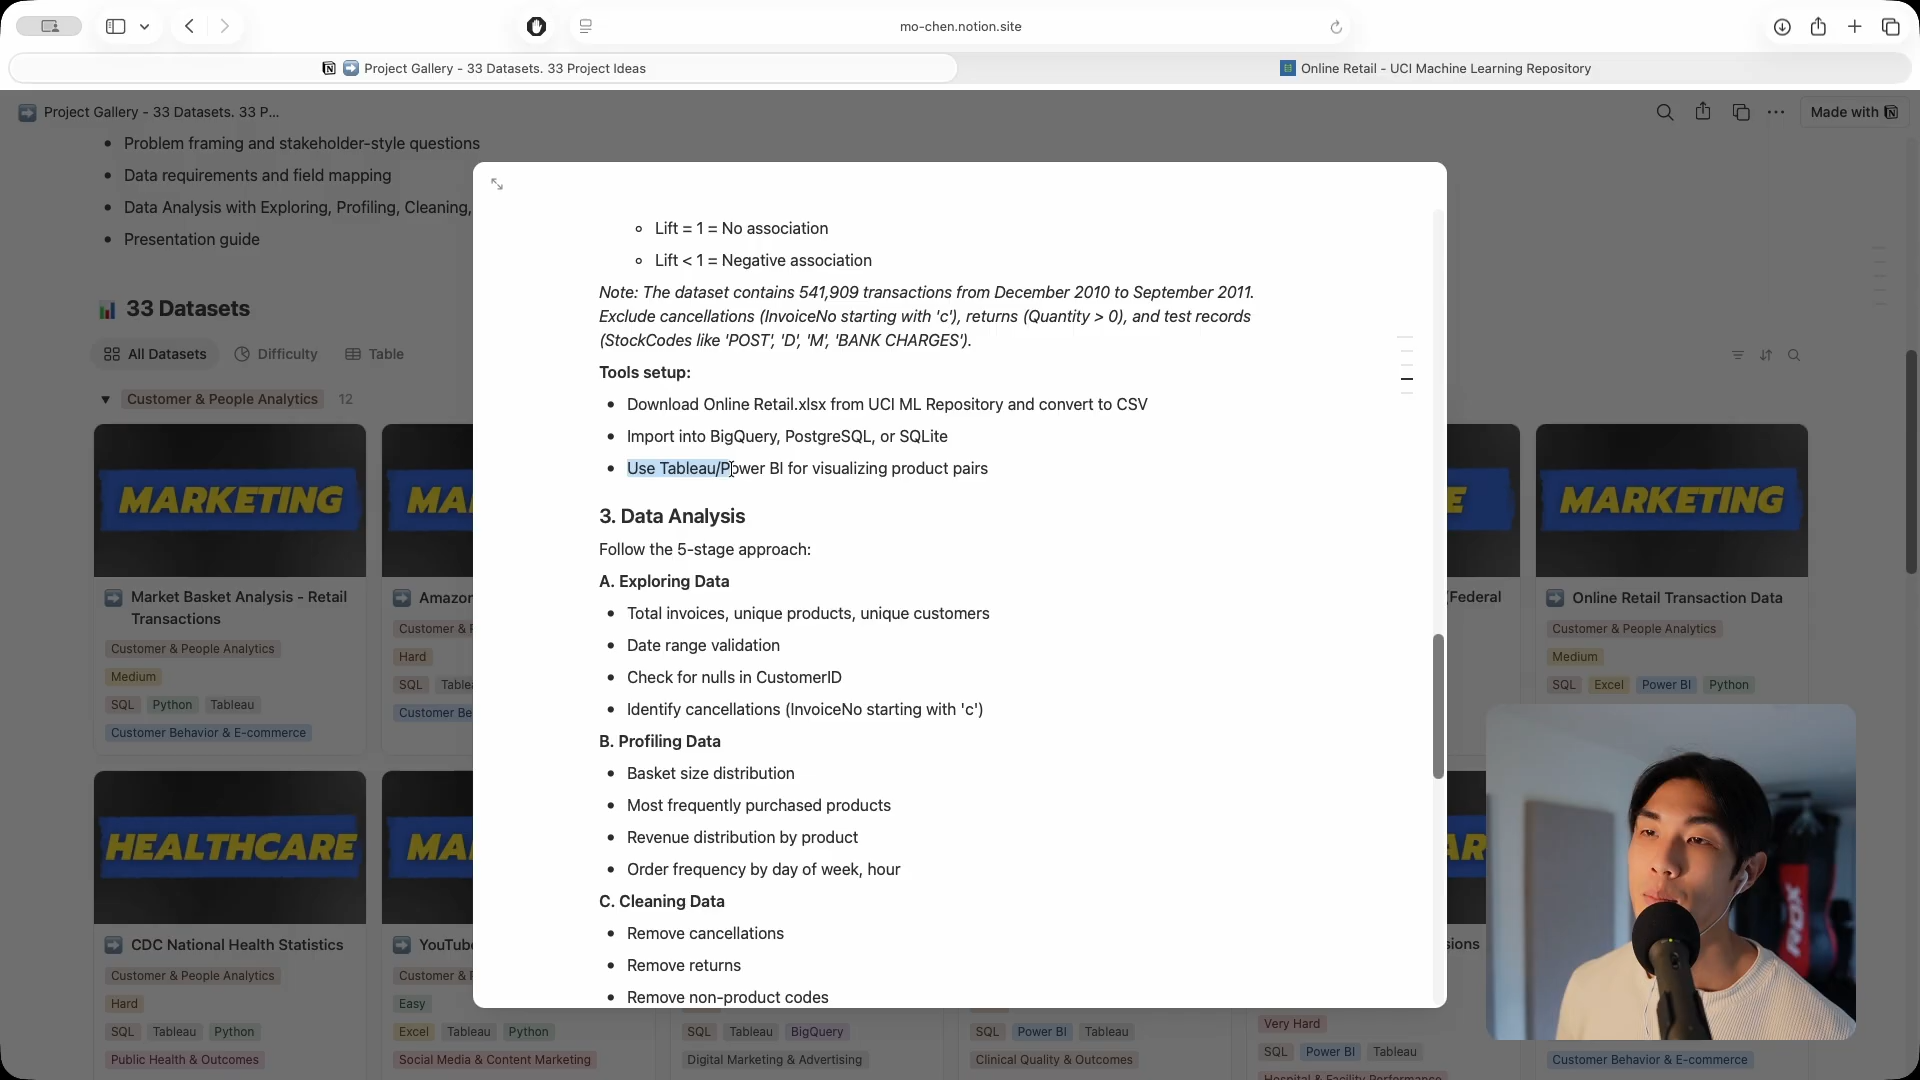 mo-chen.notion.site
Project Gallery - 33 Datasets. 33 Project Ideas
Online Retail - UCI Machine Learning Repository
Project Gallery - 33 Datasets. 33 P...
Made with
• Problem framing and stakeholder-style questions
• Data requirements and field mapping
• Data Analysis with Exploring, Profiling, Cleaning,
• Presentation guide
33 Datasets
All Datasets
Difficulty
Table
Customer & People Analytics 12
Lift = 1 = No association
Lift < 1 = Negative association
Note: The dataset contains 541,909 transactions from December 2010 to September 2011.
Exclude cancellations (InvoiceNo starting with 'c'), returns (Quantity > 0), and test records
(StockCodes like 'POST', 'D', 'M', 'BANK CHARGES').
Tools setup:
• Download Online Retail.xlsx from UCI ML Repository and convert to CSV
• Import into BigQuery, PostgreSQL, or SQLite
• Use Tableau/Power BI for visualizing product pairs
3. Data Analysis
Follow the 5-stage approach:
A. Exploring Data
• Total invoices, unique products, unique customers
• Date range validation
• Check for nulls in CustomerID
• Identify cancellations (InvoiceNo starting with 'c')
B. Profiling Data
• Basket size distribution
• Most frequently purchased products
• Revenue distribution by product
• Order frequency by day of week, hour
C. Cleaning Data
• Remove cancellations
• Remove returns
• Remove non-product codes
MARKETING
Market Basket Analysis - Retail
Transactions
Customer & People Analytics
Medium
SQL Python Tableau
Customer Behavior & E-commerce
MA
Amazor
Customer & F
Hard
SQL Table
Customer Be
E
(Federal
MARKETING
Online Retail Transaction Data
Customer & People Analytics
Medium
SQL Excel Power BI Python
HEALTHCARE
CDC National Health Statistics
Customer & People Analytics
Hard
SQL Tableau Python
Public Health & Outcomes
MA
YouTube
Customer & F
Easy
Excel Tableau Python
Social Media & Content Marketing
SQL Tableau BigQuery
Digital Marketing & Advertising
SQL Power BI Tableau
Clinical Quality & Outcomes
AR
sions
Very Hard
SQL Power BI Tableau
Hospital & Facility Performance
Customer Behavior & E-commerce
ROX